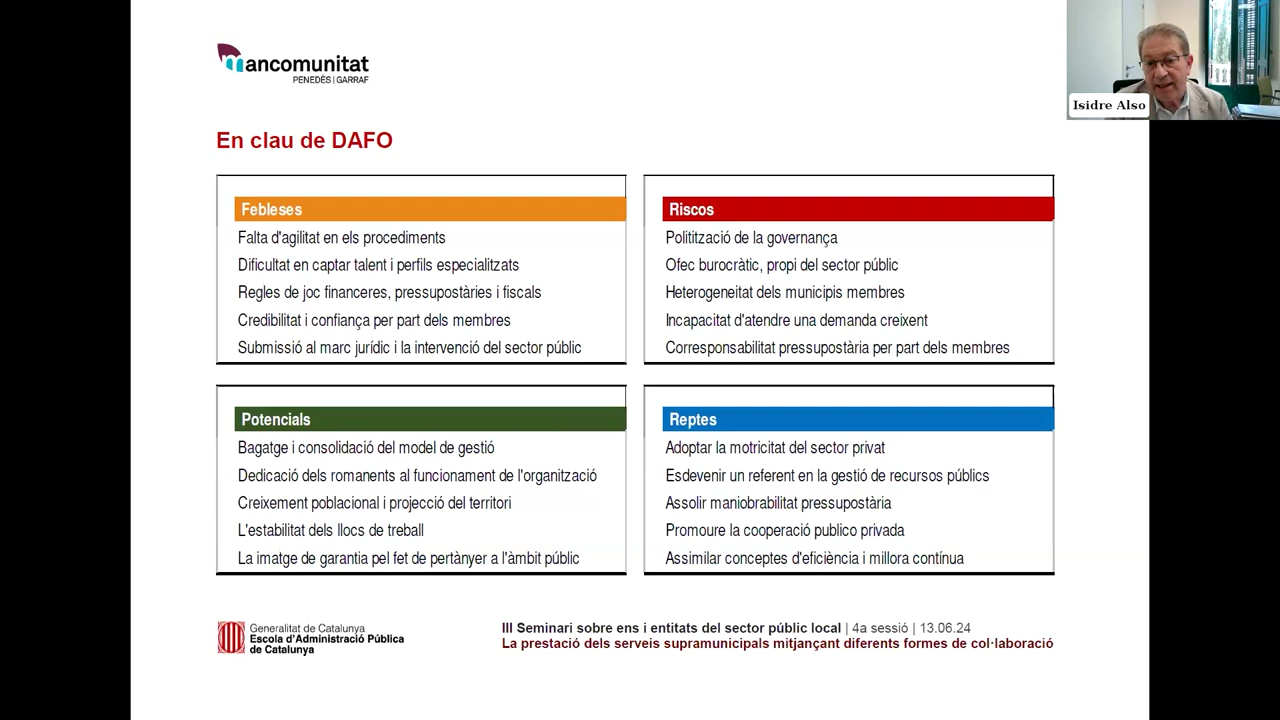 mancomunitat
PENEDÈS | GARRAF
Isidre Also
En clau de DAFO
Febleses
Falta d'agilitat en els procediments
Dificultat en captar talent i perfils especialitzats
Regles de joc financeres, pressupostàries i fiscals
Credibilitat i confiança per part dels membres
Submissió al marc jurídic i la intervenció del sector públic
Riscos
Politització de la governança
Ofec burocràtic, propi del sector públic
Heterogeneitat dels municipis membres
Incapacitat d'atendre una demanda creixent
Corresponsabilitat pressupostària per part dels membres
Potencials
Bagatge i consolidació del model de gestió
Dedicació dels romanents al funcionament de l'organització
Creixement poblacional i projecció del territori
L'estabilitat dels llocs de treball
La imatge de garantia pel fet de pertànyer a l'àmbit públic
Reptes
Adoptar la motricitat del sector privat
Esdevenir un referent en la gestió de recursos públics
Assolir maniobrabilitat pressupostària
Promoure la cooperació publico privada
Assimilar conceptes d'eficiència i millora contínua
Generalitat de Catalunya
Escola d'Administració Pública
de Catalunya
III Seminari sobre ens i entitats del sector públic local | 4a sessió | 13.06.24
La prestació dels serveis supramunicipals mitjançant diferents formes de col·laboració